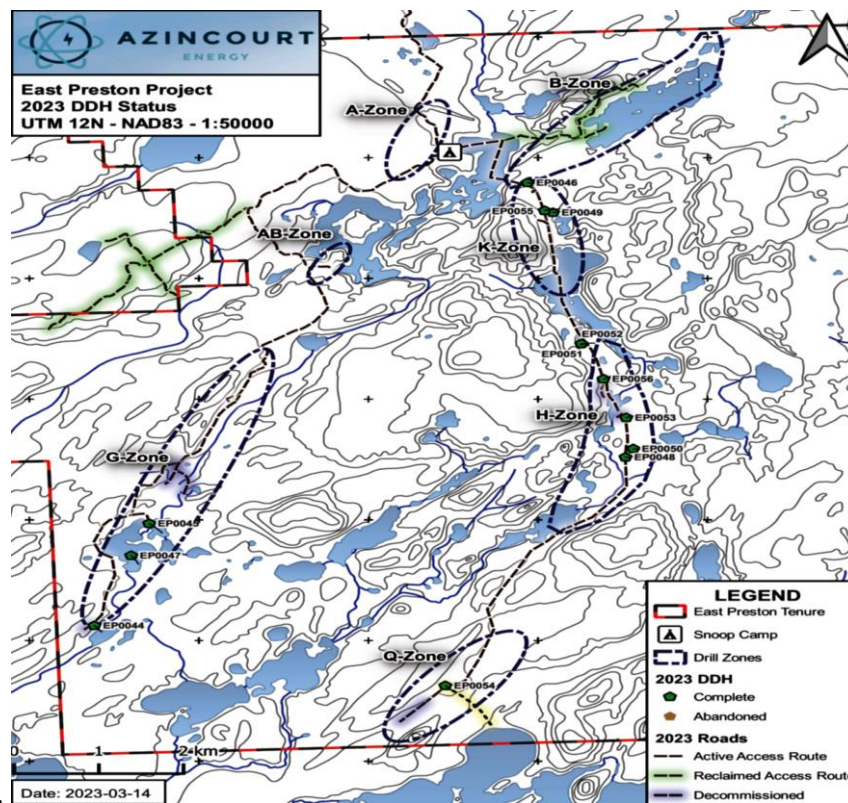 AZINCOURT
ENERGY
East Preston Project
2023 DDH Status
UTM 12N - NAD83 - 1:50000
B-Zone
A-Zone
EP0046
EP0055
EP0049
AB-Zone
K-Zone
EP0052
EP0051
EP0056
H-Zone
EP0053
EP0050
EP0048
G-Zone
EP0045
EP0047
EP0044
Q-Zone
EP0054
LEGEND
East Preston Tenure
Snoop Camp
Drill Zones
2023 DDH
Complete
Abandoned
2023 Roads
Active Access Route
Reclaimed Access Route
Decommissioned
0 1 2 km
Date: 2023-03-14